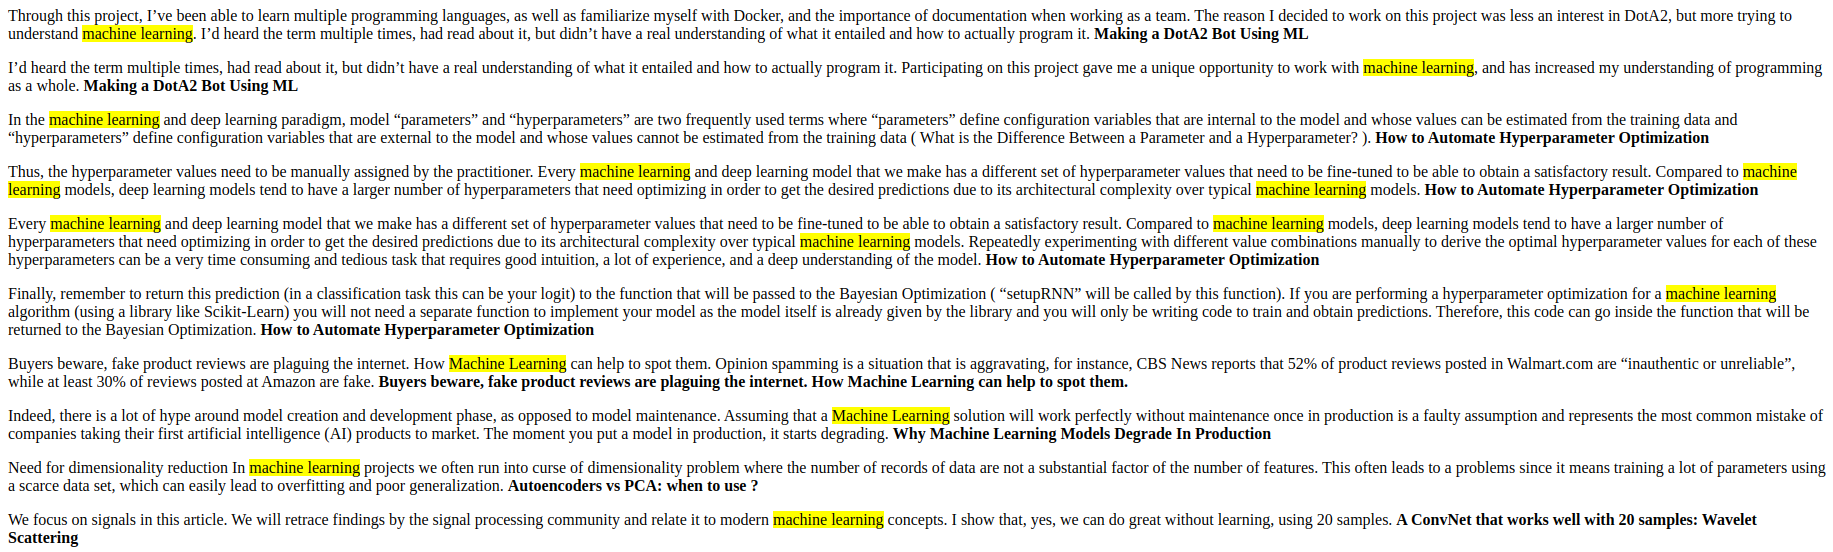 Through this project, I’ve been able to learn multiple programming languages, as well as familiarize myself with Docker, and the importance of documentation when working as a team. The reason I decided to work on this project was less an interest in DotA2, but more trying to
understand machine learning. I’d heard the term multiple times, had read about it, but didn’t have a real understanding of what it entailed and how to actually program it. Making a DotA2 Bot Using ML
I’d heard the term multiple times, had read about it, but didn’t have a real understanding of what it entailed and how to actually program it. Participating on this project gave me a unique opportunity to work with machine learning, and has increased my understanding of programming
as a whole. Making a DotA2 Bot Using ML
In the machine learning and deep learning paradigm, model “parameters” and “hyperparameters” are two frequently used terms where “parameters” define configuration variables that are internal to the model and whose values can be estimated from the training data and
“hyperparameters” define configuration variables that are external to the model and whose values cannot be estimated from the training data ( What is the Difference Between a Parameter and a Hyperparameter? ). How to Automate Hyperparameter Optimization
Thus, the hyperparameter values need to be manually assigned by the practitioner. Every machine learning and deep learning model that we make has a different set of hyperparameter values that need to be fine-tuned to be able to obtain a satisfactory result. Compared to machine
learning models, deep learning models tend to have a larger number of hyperparameters that need optimizing in order to get the desired predictions due to its architectural complexity over typical machine learning models. How to Automate Hyperparameter Optimization
Every machine learning and deep learning model that we make has a different set of hyperparameter values that need to be fine-tuned to be able to obtain a satisfactory result. Compared to machine learning models, deep learning models tend to have a larger number of
hyperparameters that need optimizing in order to get the desired predictions due to its architectural complexity over typical machine learning models. Repeatedly experimenting with different value combinations manually to derive the optimal hyperparameter values for each of these
hyperparameters can be a very time consuming and tedious task that requires good intuition, a lot of experience, and a deep understanding of the model. How to Automate Hyperparameter Optimization
Finally, remember to return this prediction (in a classification task this can be your logit) to the function that will be passed to the Bayesian Optimization ( “setupRNN” will be called by this function). If you are performing a hyperparameter optimization for a machine learning
algorithm (using a library like Scikit-Learn) you will not need a separate function to implement your model as the model itself is already given by the library and you will only be writing code to train and obtain predictions. Therefore, this code can go inside the function that will be
returned to the Bayesian Optimization. How to Automate Hyperparameter Optimization
Buyers beware, fake product reviews are plaguing the internet. How Machine Learning can help to spot them. Opinion spamming is a situation that is aggravating, for instance, CBS News reports that 52% of product reviews posted in Walmart.com are “inauthentic or unreliable”,
while at least 30% of reviews posted at Amazon are fake. Buyers beware, fake product reviews are plaguing the internet. How Machine Learning can help to spot them.
Indeed, there is a lot of hype around model creation and development phase, as opposed to model maintenance. Assuming that a Machine Learning solution will work perfectly without maintenance once in production is a faulty assumption and represents the most common mistake of
companies taking their first artificial intelligence (AI) products to market. The moment you put a model in production, it starts degrading. Why Machine Learning Models Degrade In Production
Need for dimensionality reduction In machine learning projects we often run into curse of dimensionality problem where the number of records of data are not a substantial factor of the number of features. This often leads to a problems since it means training a lot of parameters using
a scarce data set, which can easily lead to overfitting and poor generalization. Autoencoders vs PCA: when to use ?
We focus on signals in this article. We will retrace findings by the signal processing community and relate it to modern machine learning concepts. I show that, yes, we can do great without learning, using 20 samples. A ConvNet that works well with 20 samples: Wavelet
Scattering